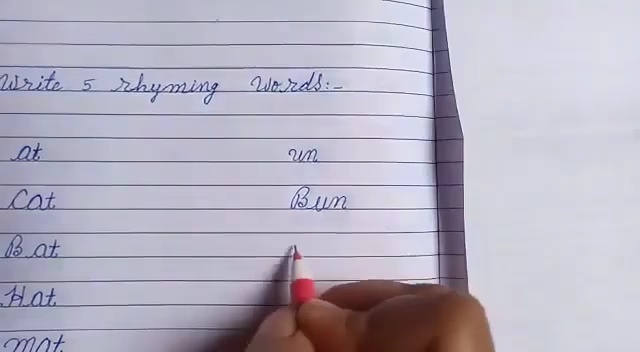 Write 5 rhyming Words:-
at un
Cat Bun
Bat
Hat
mat